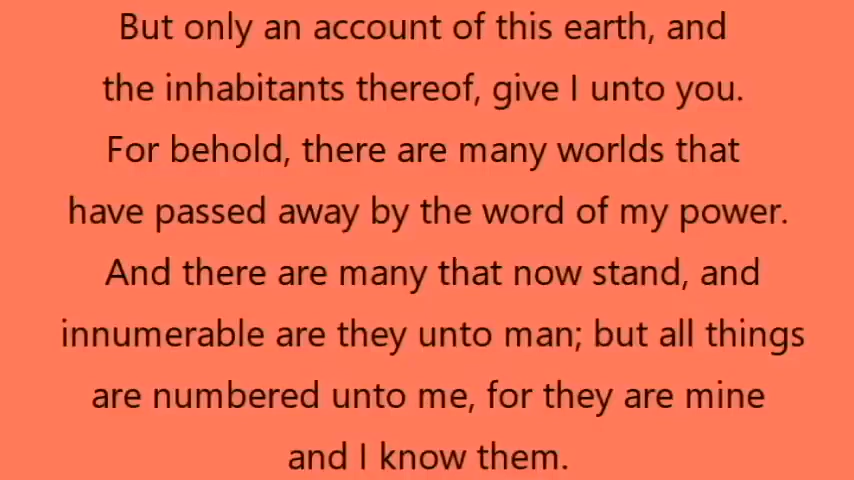 But only an account of this earth, and
the inhabitants thereof, give I unto you.
For behold, there are many worlds that
have passed away by the word of my power.
And there are many that now stand, and
innumerable are they unto man; but all things
are numbered unto me, for they are mine
and I know them.